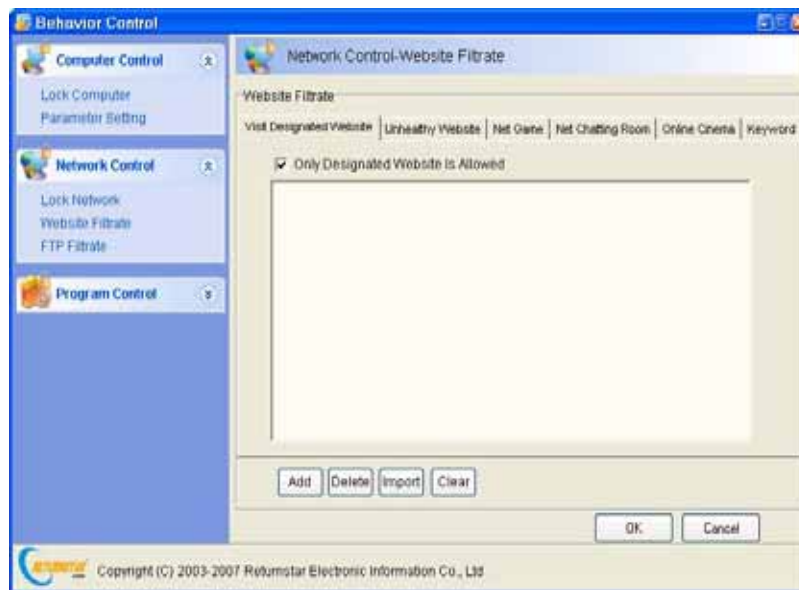 Behavior Control
Computer Control
Lock Computer
Parameter Setting
Network Control
Lock Network
Website Filtrate
FTP Filtrate
Program Control
Network Control-Website Filtrate
Website Filtrate
Visit Designated Website
Unhealthy Website
Net Game
Net Chatting Room
Online Cinema
Keyword
Only Designated Website Is Allowed
Add
Delete
Import
Clear
OK
Cancel
RETURNSTAR
Copyright (C) 2003-2007 Returnstar Electronic Information Co., Ltd